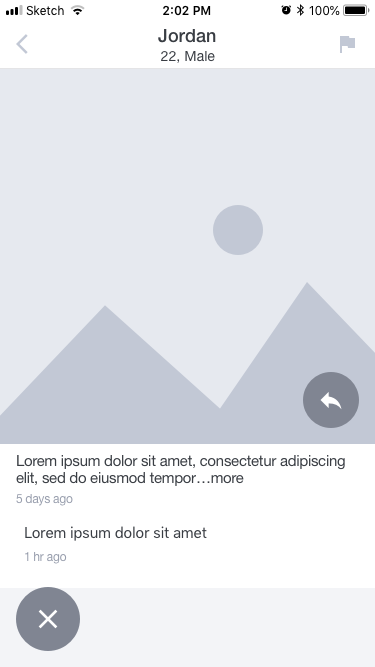 Sketch 2:02 PM 100%
Jordan
22, Male
Lorem ipsum dolor sit amet, consectetur adipiscing
elit, sed do eiusmod tempor...more
5 days ago
Lorem ipsum dolor sit amet
1 hr ago